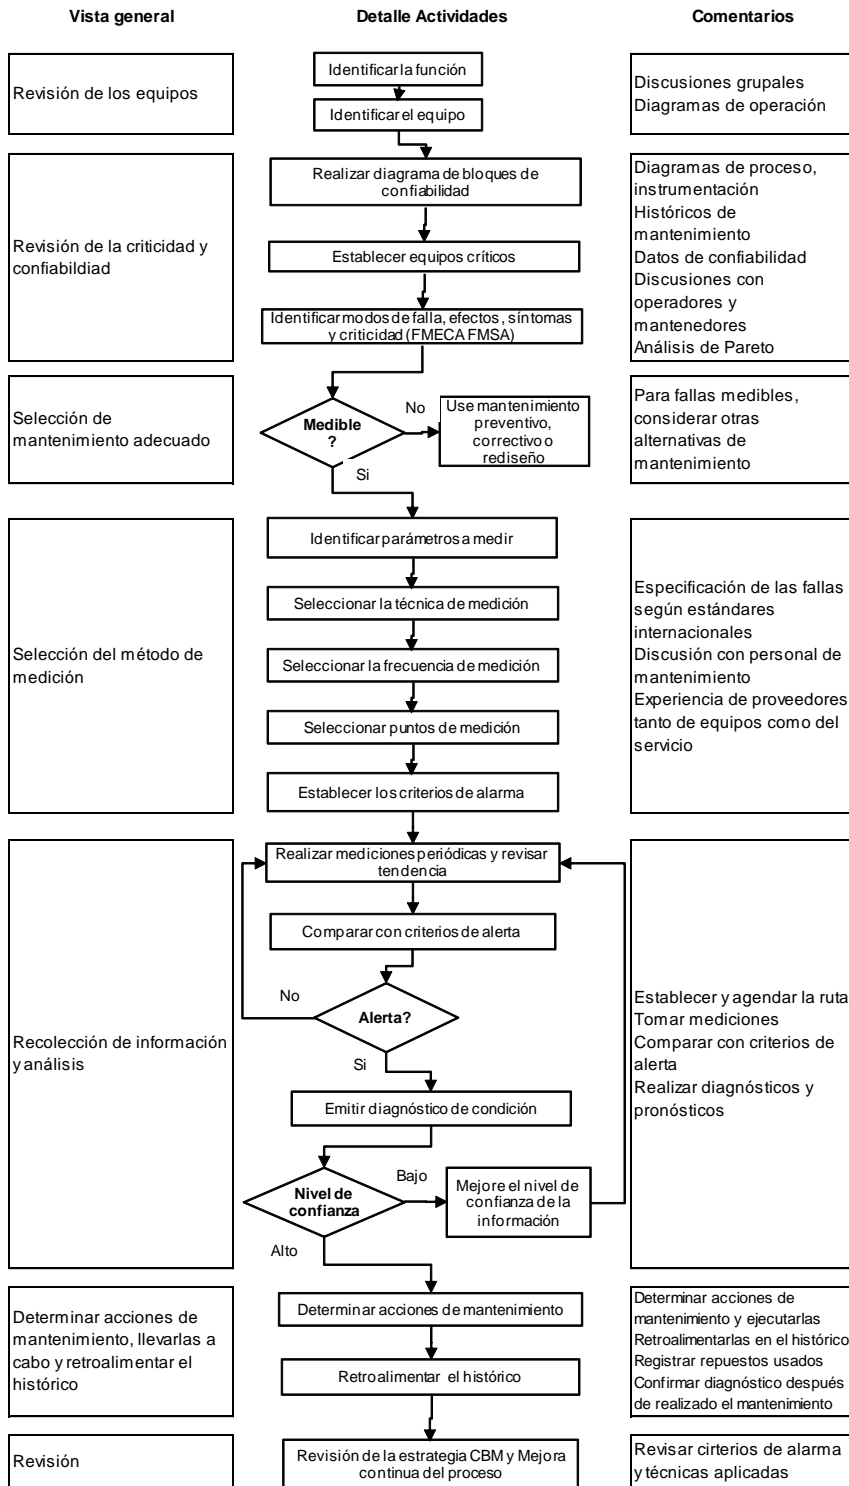 Vista general
Detalle Actividades
Comentarios
Revisión de los equipos
Identificar la función
Identificar el equipo
Discusiones grupales
Diagramas de operación
Revisión de la criticidad y
confiabildiad
Realizar diagrama de bloques de
confiabilidad
Establecer equipos críticos
Identificar modos de falla, efectos, síntomas
y criticidad (FMECA FMSA)
Diagramas de proceso,
instrumentación
Históricos de
mantenimiento
Datos de confiabilidad
Discusiones con
operadores y
mantenedores
Análisis de Pareto
Selección de
mantenimiento adecuado
Medible
?
No
Si
Use mantenimiento
preventivo,
correctivo o
rediseño
Para fallas medibles,
considerar otras
alternativas de
mantenimiento
Selección del método de
medición
Identificar parámetros a medir
Seleccionar la técnica de medición
Seleccionar la frecuencia de medición
Seleccionar puntos de medición
Establecer los criterios de alarma
Especificación de las fallas
según estándares
internacionales
Discusión con personal de
mantenimiento
Experiencia de proveedores
tanto de equipos como del
servicio
Recolección de información
y análisis
Realizar mediciones periódicas y revisar
tendencia
Comparar con criterios de alerta
No
Alerta?
Si
Emitir diagnóstico de condición
Nivel de
confianza
Bajo
Alto
Mejore el nivel de
confianza de la
información
Establecer y agendar la ruta
Tomar mediciones
Comparar con criterios de
alerta
Realizar diagnósticos y
pronósticos
Determinar acciones de
mantenimiento, llevarlas a
cabo y retroalimentar el
histórico
Determinar acciones de mantenimiento
Retroalimentar el histórico
Determinar acciones de
mantenimiento y ejecutarlas
Retroalimentarlas en el histórico
Registrar repuestos usados
Confirmar diagnóstico después
de realizado el mantenimiento
Revisión
Revisión de la estrategia CBM y Mejora
continua del proceso
Revisar cirterios de alarma
y técnicas aplicadas